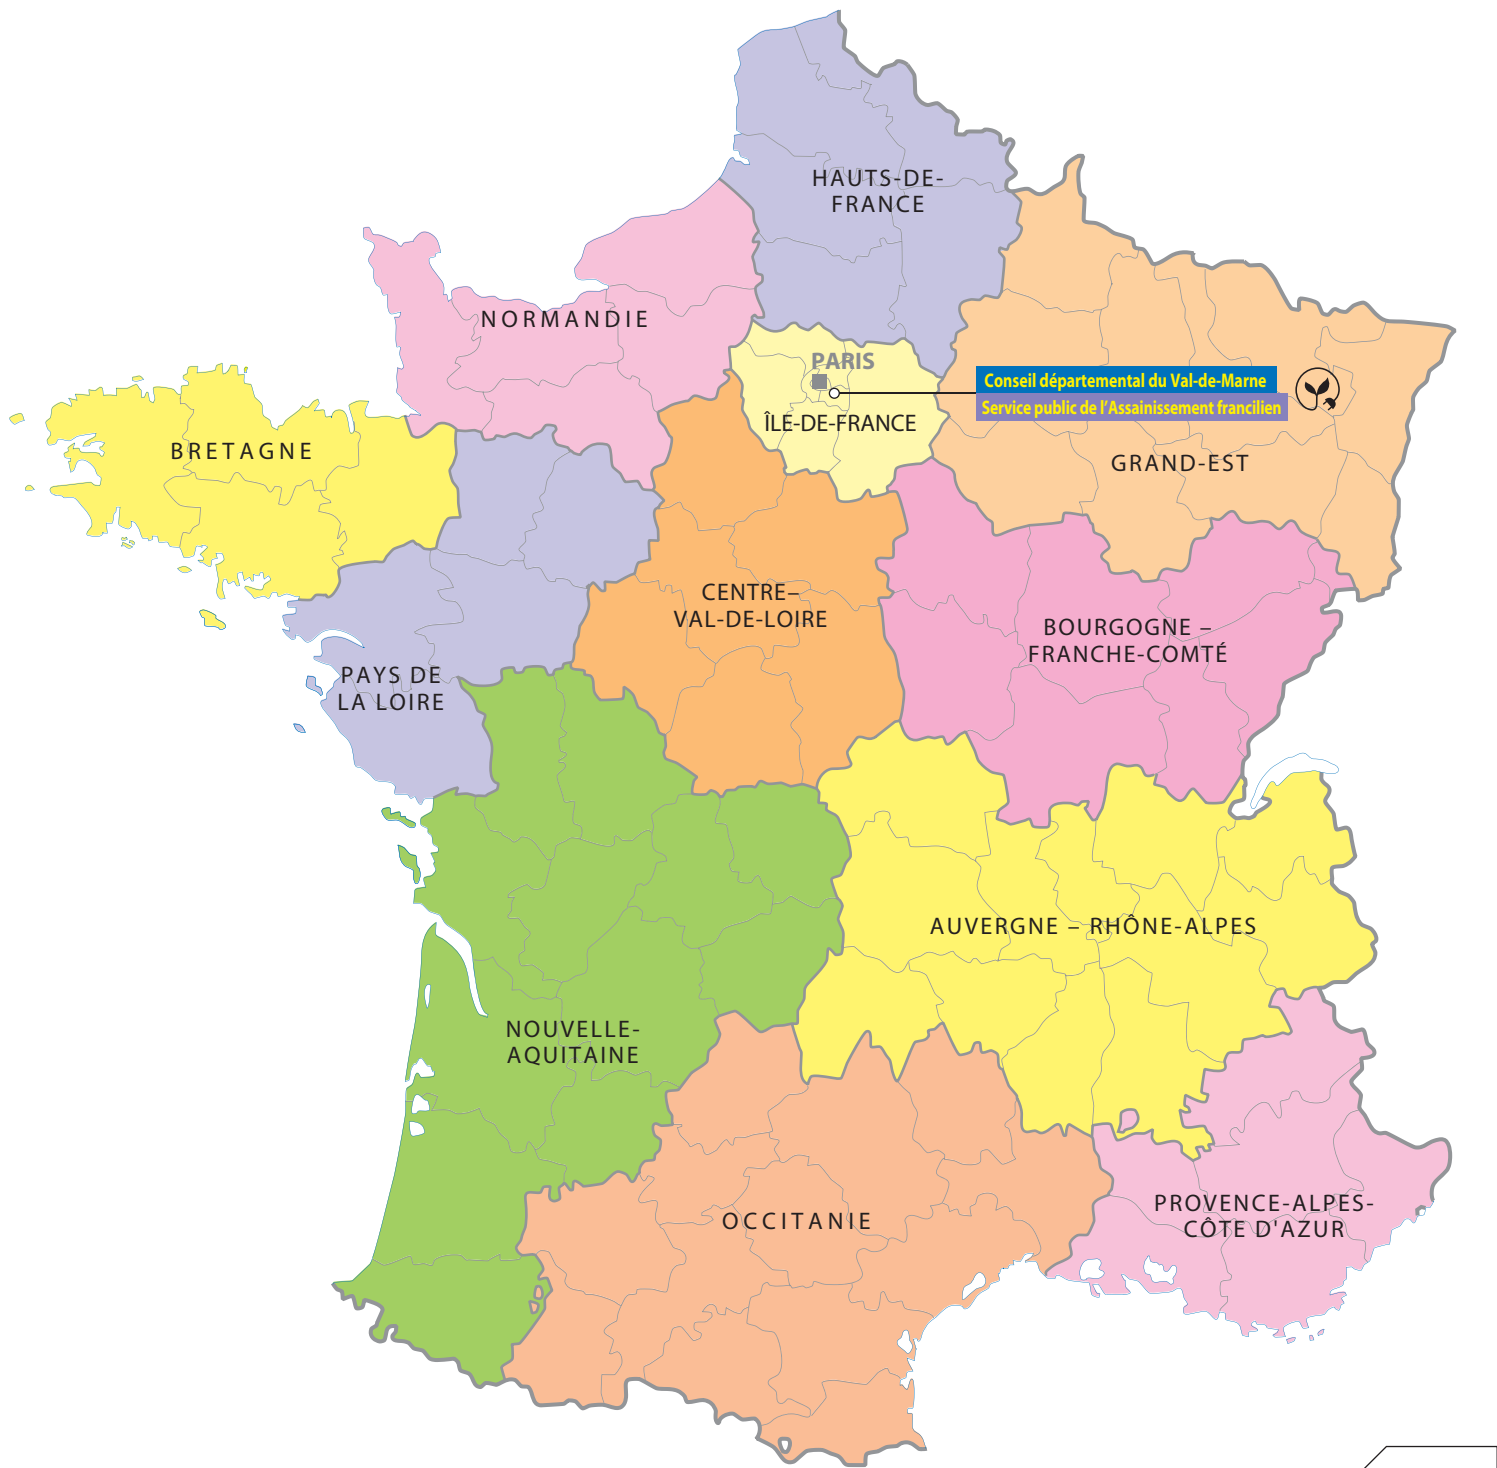 HAUTS-DE-
FRANCE
NORMANDIE
PARIS
Conseil départemental du Val-de-Marne
Service public de l'Assainissement francilien
ÎLE-DE-FRANCE
BRETAGNE
GRAND-EST
CENTRE–
VAL-DE-LOIRE
BOURGOGNE –
FRANCHE-COMTÉ
PAYS DE
LA LOIRE
AUVERGNE – RHÔNE-ALPES
NOUVELLE-
AQUITAINE
OCCITANIE
PROVENCE-ALPES-
CÔTE D'AZUR